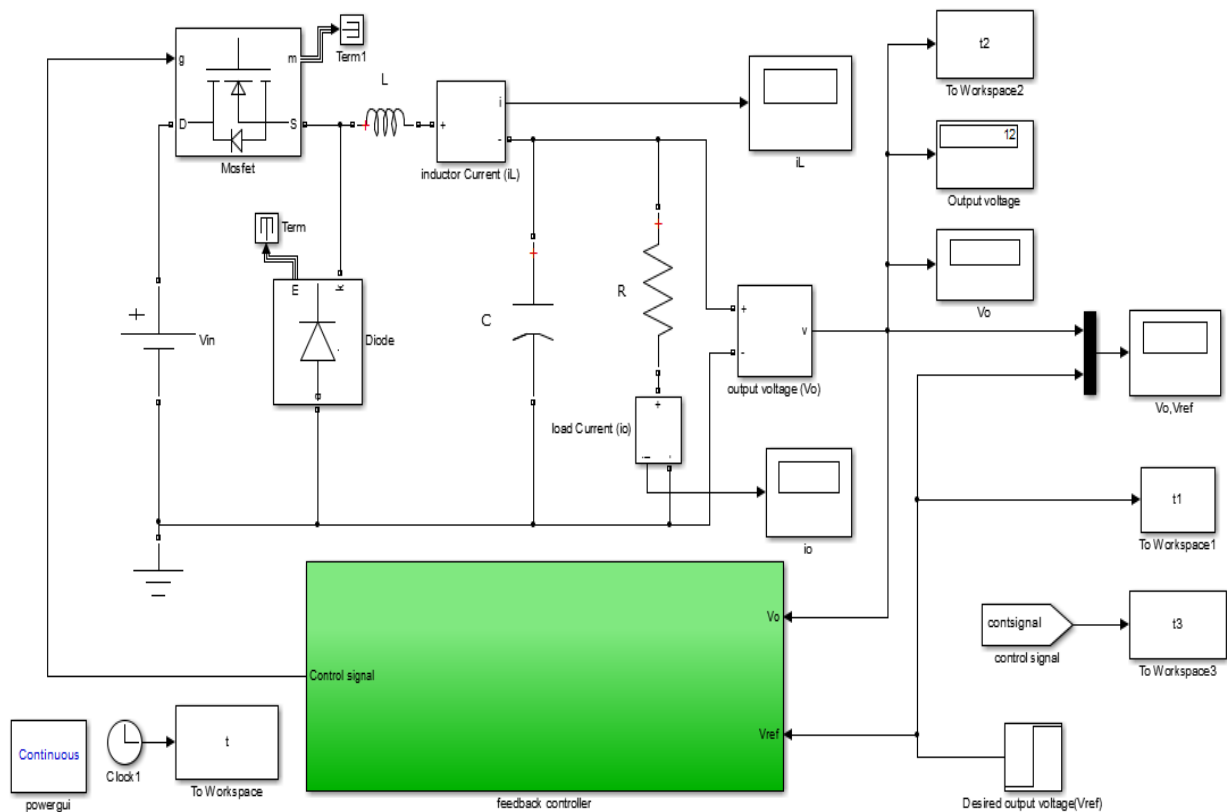 g
m
Term1
D
S
Mosfet
L
+
+
i
-
inductor Current (iL)
iL
t2
To Workspace2
12
Output voltage
Vo
Term
m
k
Diode
a
+
Vin
+
C
+
R
+
-
v
output voltage (Vo)
+
i
-
load Current (io)
io
Vo,Vref
t1
To Workspace1
contsignal
control signal
t3
To Workspace3
Vo
Control signal
Vref
feedback controller
Continuous
powergui
Clock1
t
To Workspace
Desired output voltage(Vref)